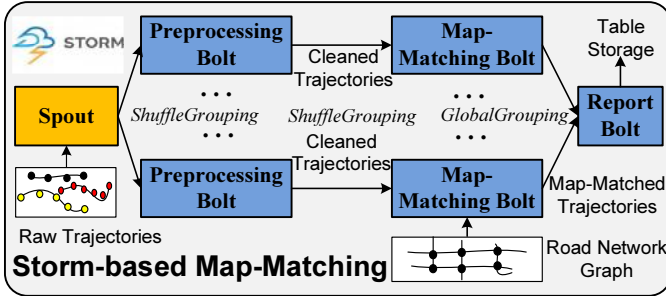 STORM
Preprocessing
Bolt
Cleaned
Trajectories
Map-
Matching Bolt
Table
Storage
Spout
ShuffleGrouping
ShuffleGrouping
GlobalGrouping
Report
Bolt
Preprocessing
Bolt
Cleaned
Trajectories
Map-
Matching Bolt
Map-Matched
Trajectories
Raw Trajectories
Road Network
Graph
Storm-based Map-Matching